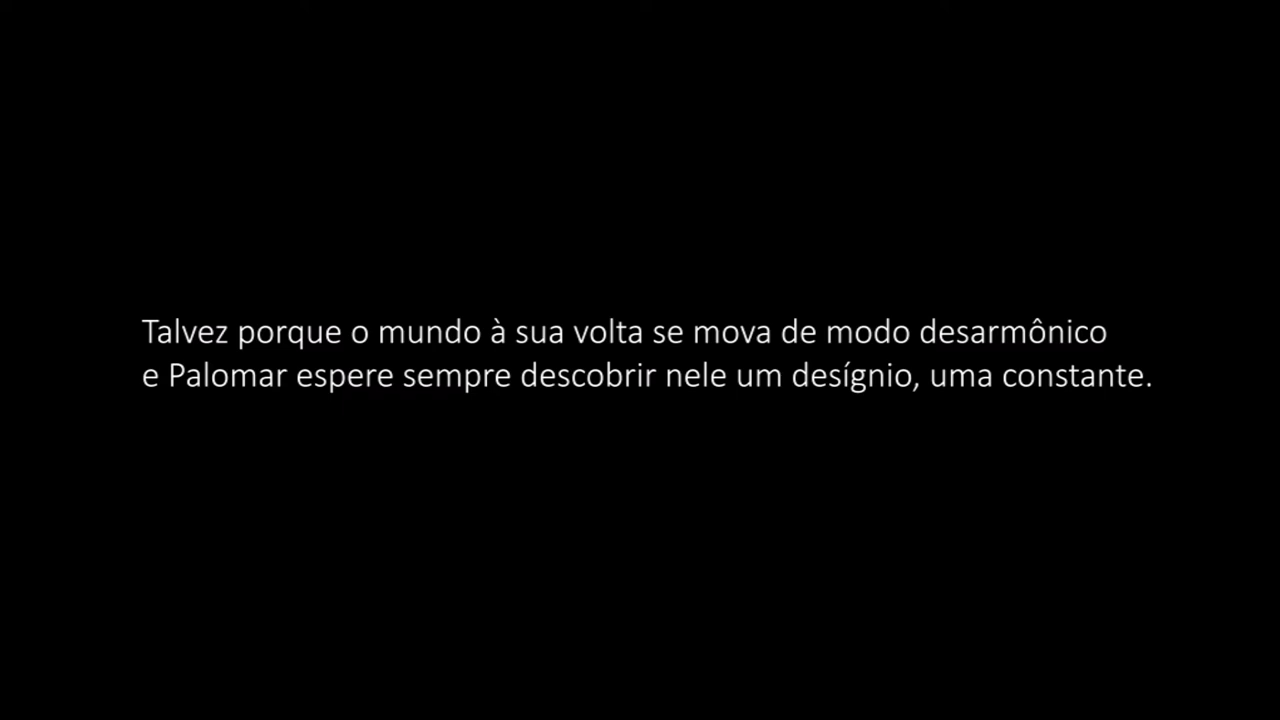 Talvez porque o mundo à sua volta se mova de modo desarmônico
e Palomar espere sempre descobrir nele um desígnio, uma constante.